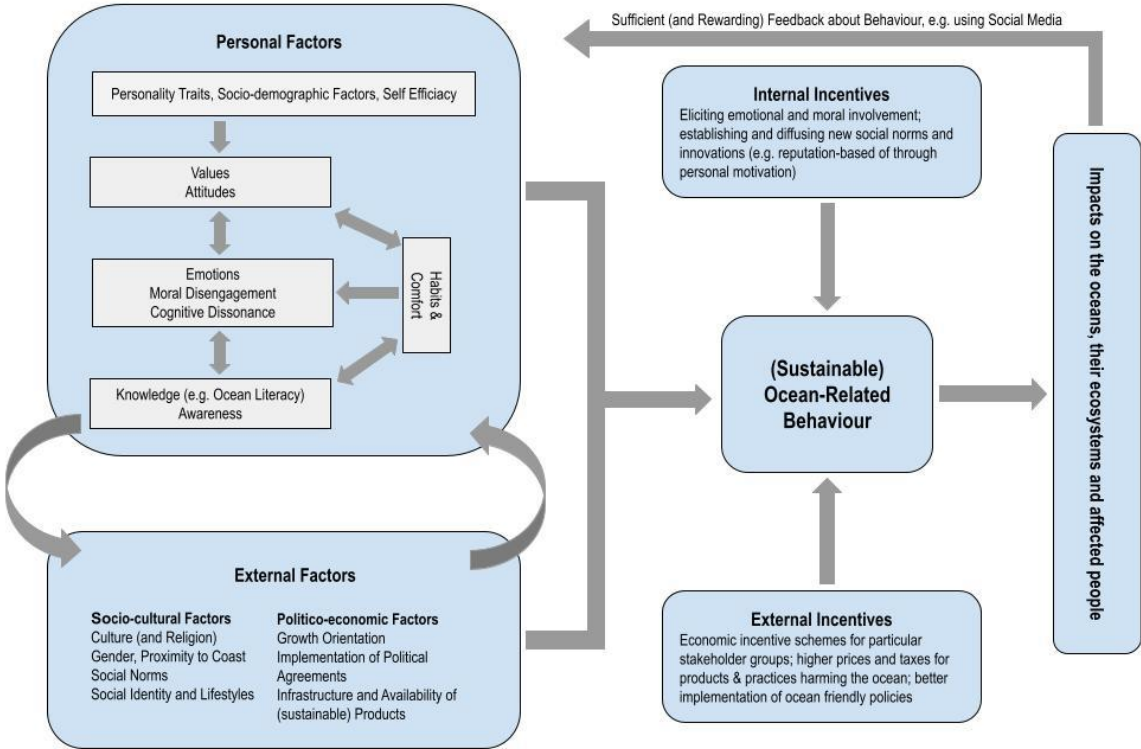 Sufficient (and Rewarding) Feedback about Behaviour, e.g. using Social Media
Personal Factors
Personality Traits, Socio-demographic Factors, Self Efficiacy
Values
Attitudes
Emotions
Moral Disengagement
Cognitive Dissonance
Habits &
Comfort
Knowledge (e.g. Ocean Literacy)
Awareness
External Factors
Socio-cultural Factors
Culture (and Religion)
Gender, Proximity to Coast
Social Norms
Social Identity and Lifestyles
Politico-economic Factors
Growth Orientation
Implementation of Political
Agreements
Infrastructure and Availability of
(sustainable) Products
Internal Incentives
Eliciting emotional and moral involvement;
establishing and diffusing new social norms and
innovations (e.g. reputation-based of through
personal motivation)
(Sustainable)
Ocean-Related
Behaviour
External Incentives
Economic incentive schemes for particular
stakeholder groups; higher prices and taxes for
products & practices harming the ocean; better
implementation of ocean friendly policies
Impacts on the oceans, their ecosystems and affected people